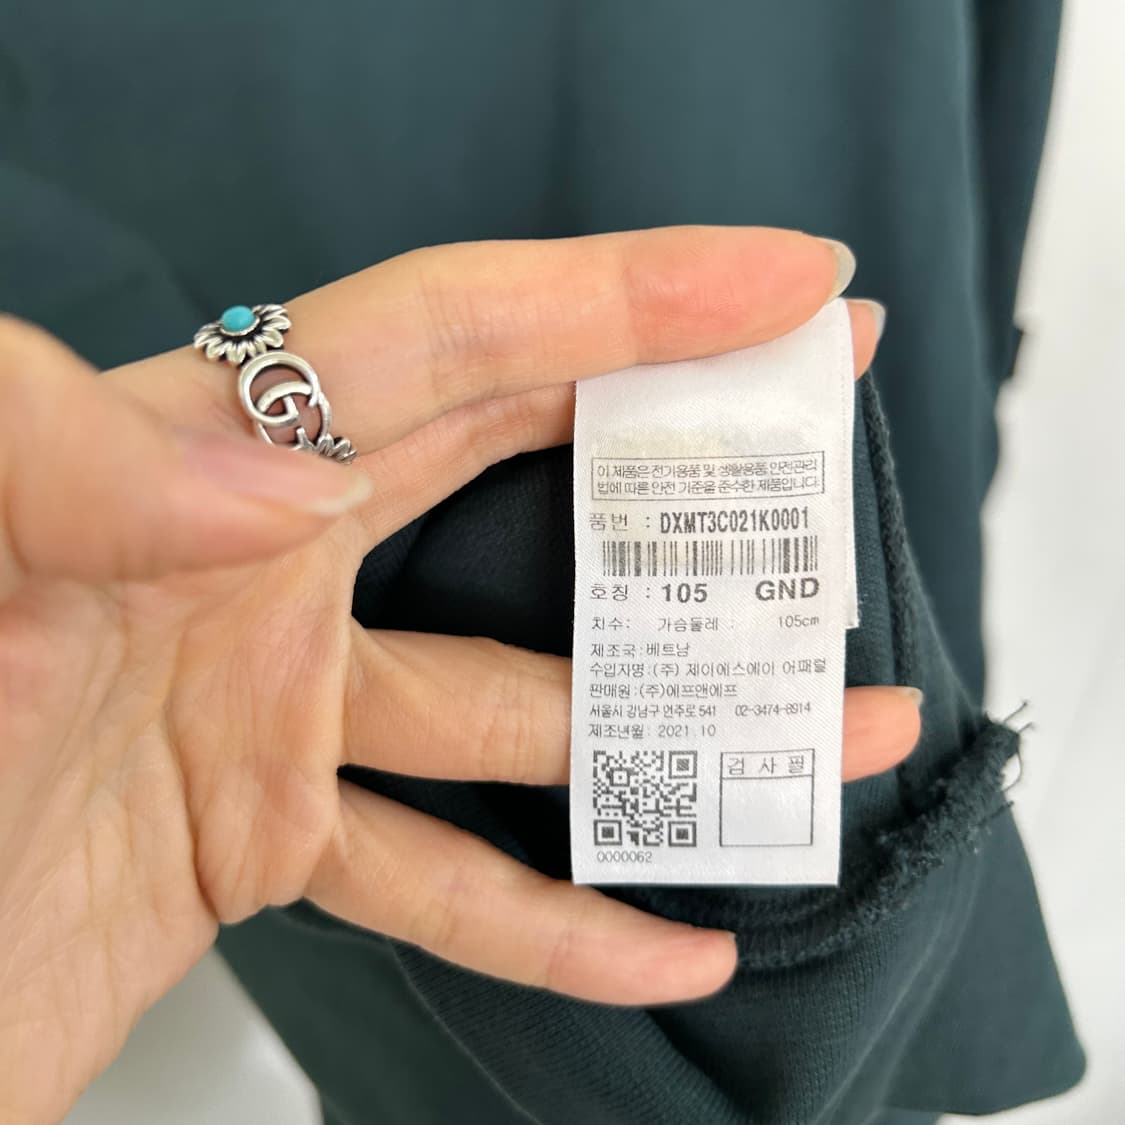 이 제품은 전기용품 및 생활용품 안전관리
법에 따른 안전 기준을 준수한 제품입니다.
품번 : DXMT3C021K0001
호칭 : 105 GND
치수: 가슴둘레 : 105cm
제조국:베트남
수입자명:(주) 제이에스에이 어패럴
판매원:(주)에프앤에프
서울시 강남구 언주로 541 02-3474-8914
제조년월: 2021.10
검 사 필
0000062